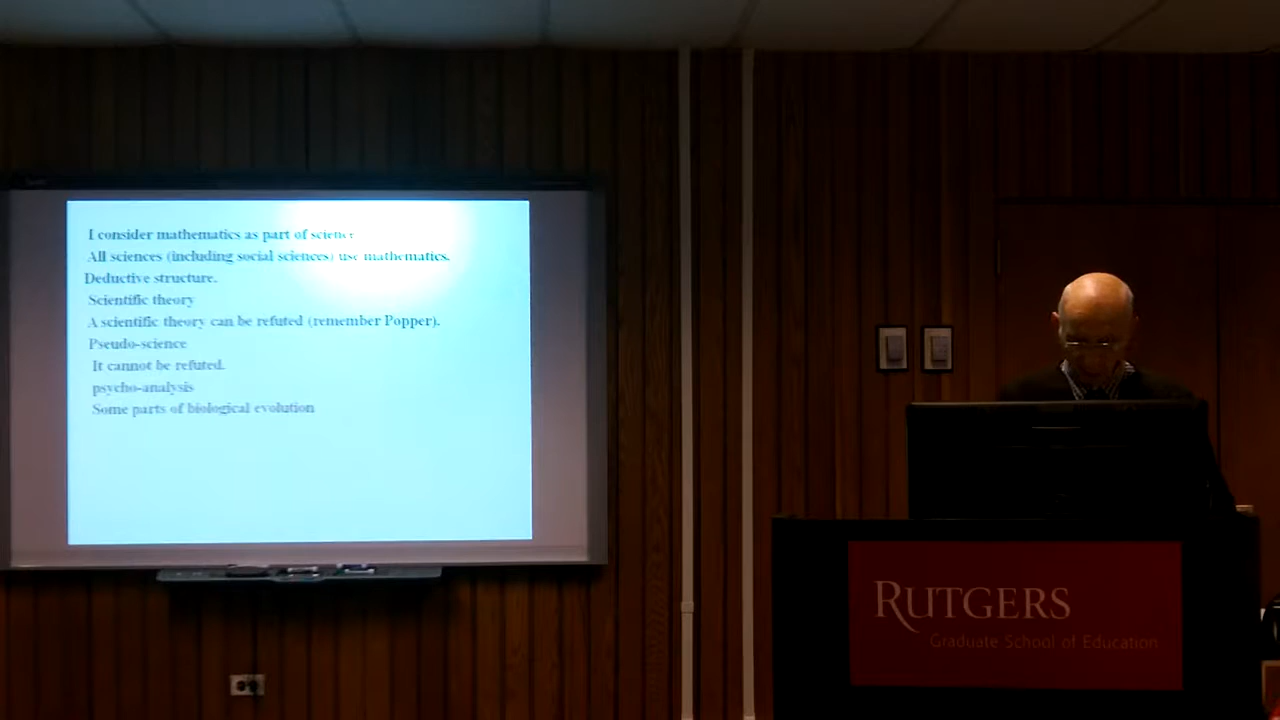 I consider mathematics as part of science
All sciences (including social sciences) use mathematics.
Deductive structure.
Scientific theory
A scientific theory can be refuted (remember Popper).
Pseudo-science
It cannot be refuted.
psycho-analysis
Some parts of biological evolution
RUTGERS
Graduate School of Education